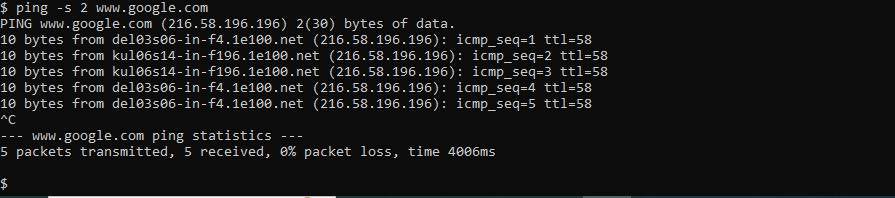 $ ping -s 2 www.google.com
PING www.google.com (216.58.196.196) 2(30) bytes of data.
10 bytes from del03s06-in-f4.1e100.net (216.58.196.196): icmp_seq=1 ttl=58
10 bytes from kul06s14-in-f196.1e100.net (216.58.196.196): icmp_seq=2 ttl=58
10 bytes from kul06s14-in-f196.1e100.net (216.58.196.196): icmp_seq=3 ttl=58
10 bytes from del03s06-in-f4.1e100.net (216.58.196.196): icmp_seq=4 ttl=58
10 bytes from del03s06-in-f4.1e100.net (216.58.196.196): icmp_seq=5 ttl=58
^C
--- www.google.com ping statistics ---
5 packets transmitted, 5 received, 0% packet loss, time 4006ms
$